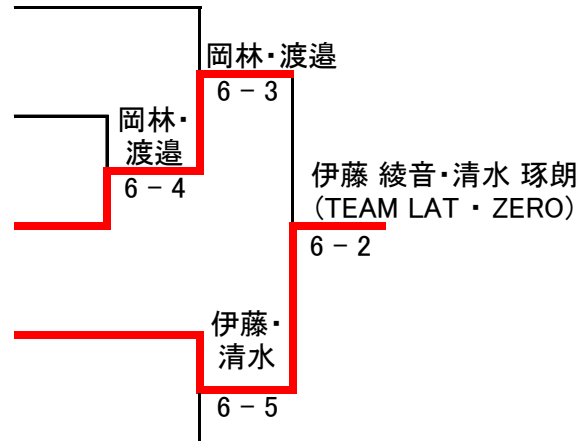 岡林・渡邉
6 − 3
岡林・
渡邉
6 − 4
伊藤 綾音・清水 琢朗
（TEAM LAT ・ ZERO）
6 − 2
伊藤・
清水
6 − 5